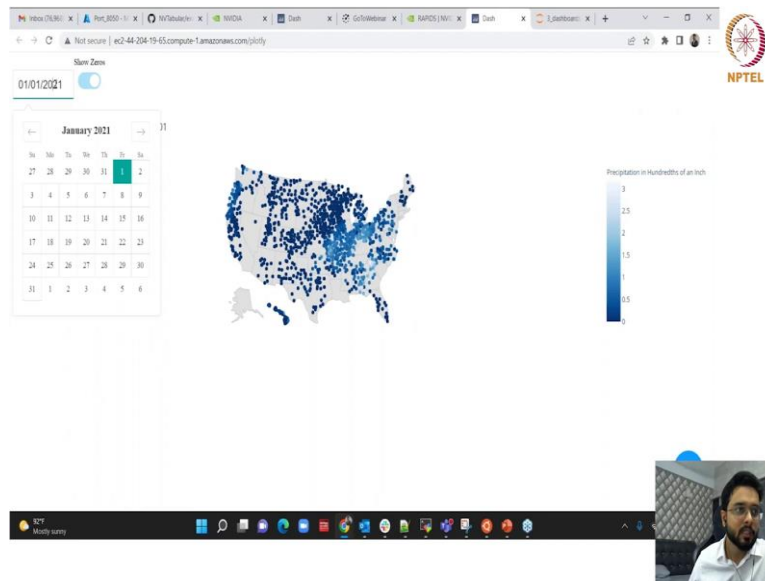 Inbox (76,960
Port_8050 - 
NVTabular/ex
NVIDIA
Dash
GoToWebinar
RAPIDS | NVI
Dash
3_dashboard
Not secure | ec2-44-204-19-65.compute-1.amazonaws.com/plotly
NPTEL
Show Zeros
01/01/2021
January 2021
01
Su Mo Tu We Th Fr Sa
27 28 29 30 31 1 2
3 4 5 6 7 8 9
10 11 12 13 14 15 16
17 18 19 20 21 22 23
24 25 26 27 28 29 30
31 1 2 3 4 5 6
Precipitation in Hundredths of an Inch
3
2.5
2
1.5
1
0.5
0
92°F
Mostly sunny